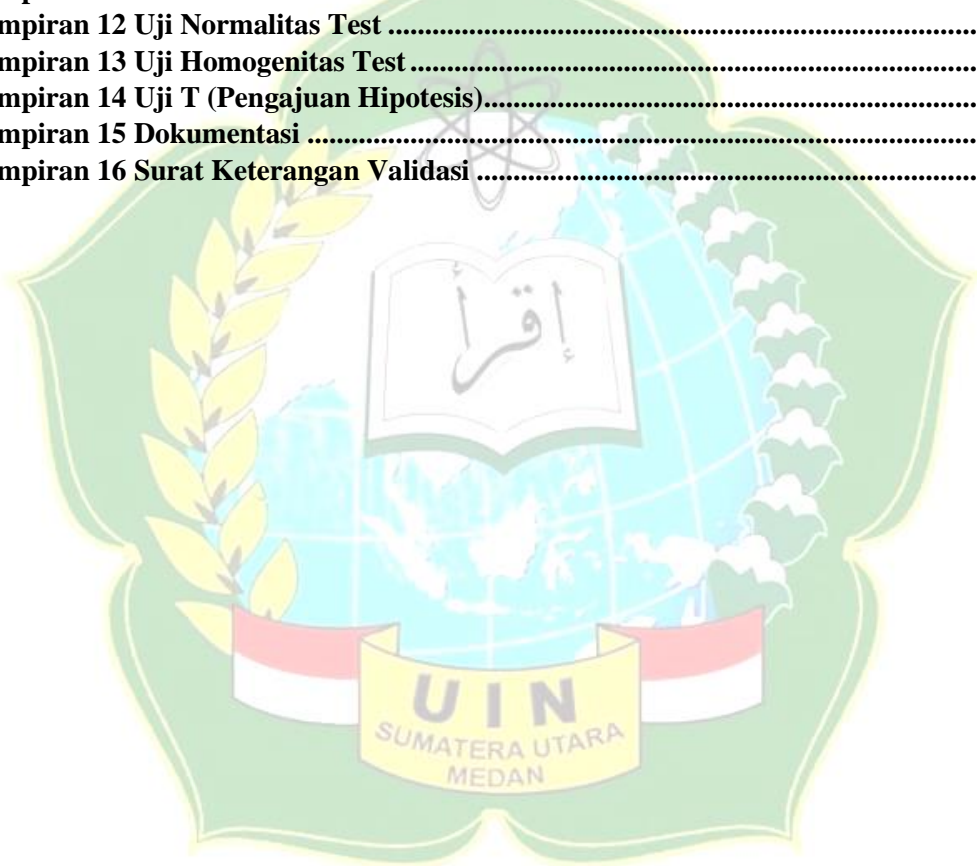 mpiran 12 Uji Normalitas Test ........................................................................................
mpiran 13 Uji Homogenitas Test .....................................................................................
mpiran 14 Uji T (Pengajuan Hipotesis)..........................................................................
mpiran 15 Dokumentasi ....................................................................................................
mpiran 16 Surat Keterangan Validasi ...........................................................................
إقرأ
UIN
SUMATERA UTARA
MEDAN